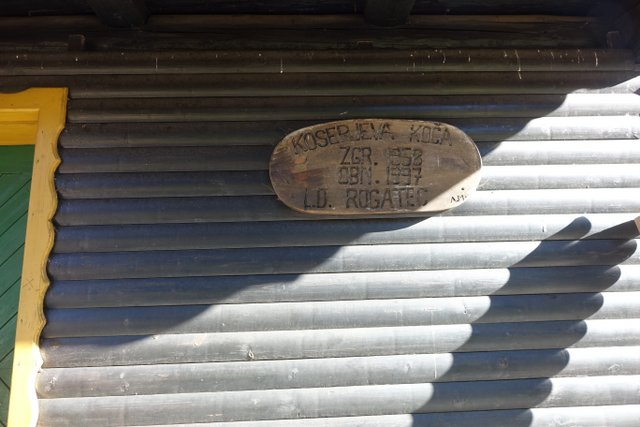 KOSERJEVA KOČA
ZGR. 1958
OBN. 1997
L.D. ROGATEC